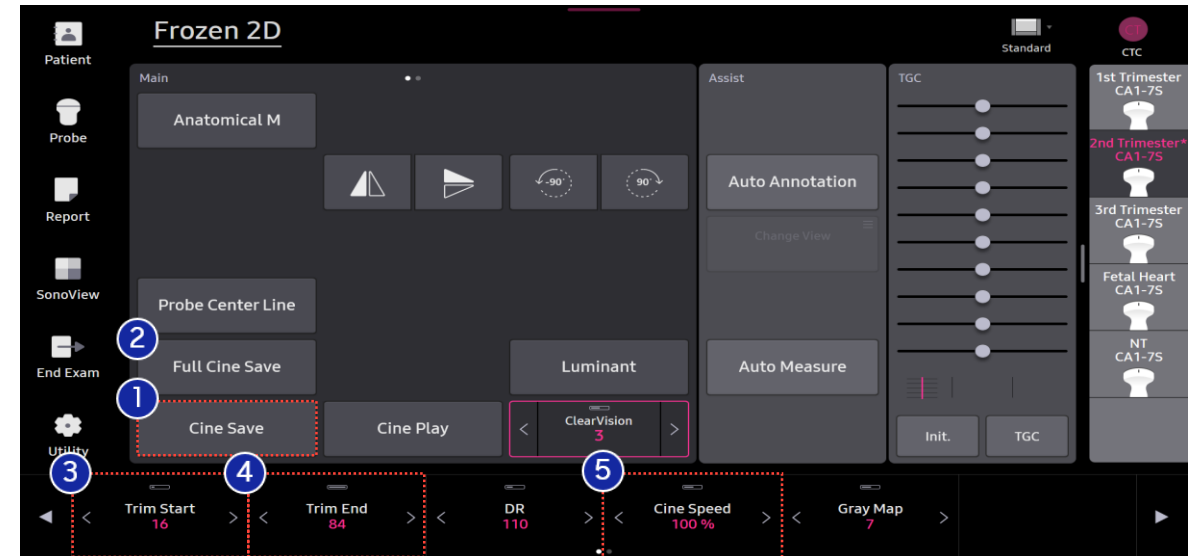 Frozen 2D
Standard
CT
CTC
Patient
Probe
Report
SonoView
End Exam
Utility
Main
Anatomical M
-90°
90°
Probe Center Line
2
Full Cine Save
Luminant
1
Cine Save
Cine Play
<
ClearVision
3
>
Assist
Auto Annotation
Change View
Auto Measure
TGC
Init.
TGC
1st Trimester
CA1-7S
2nd Trimester*
CA1-7S
3rd Trimester
CA1-7S
Fetal Heart
CA1-7S
NT
CA1-7S
3
4
5
< Trim Start >
16
< Trim End >
84
< DR >
110
< Cine Speed >
100 %
< Gray Map >
7